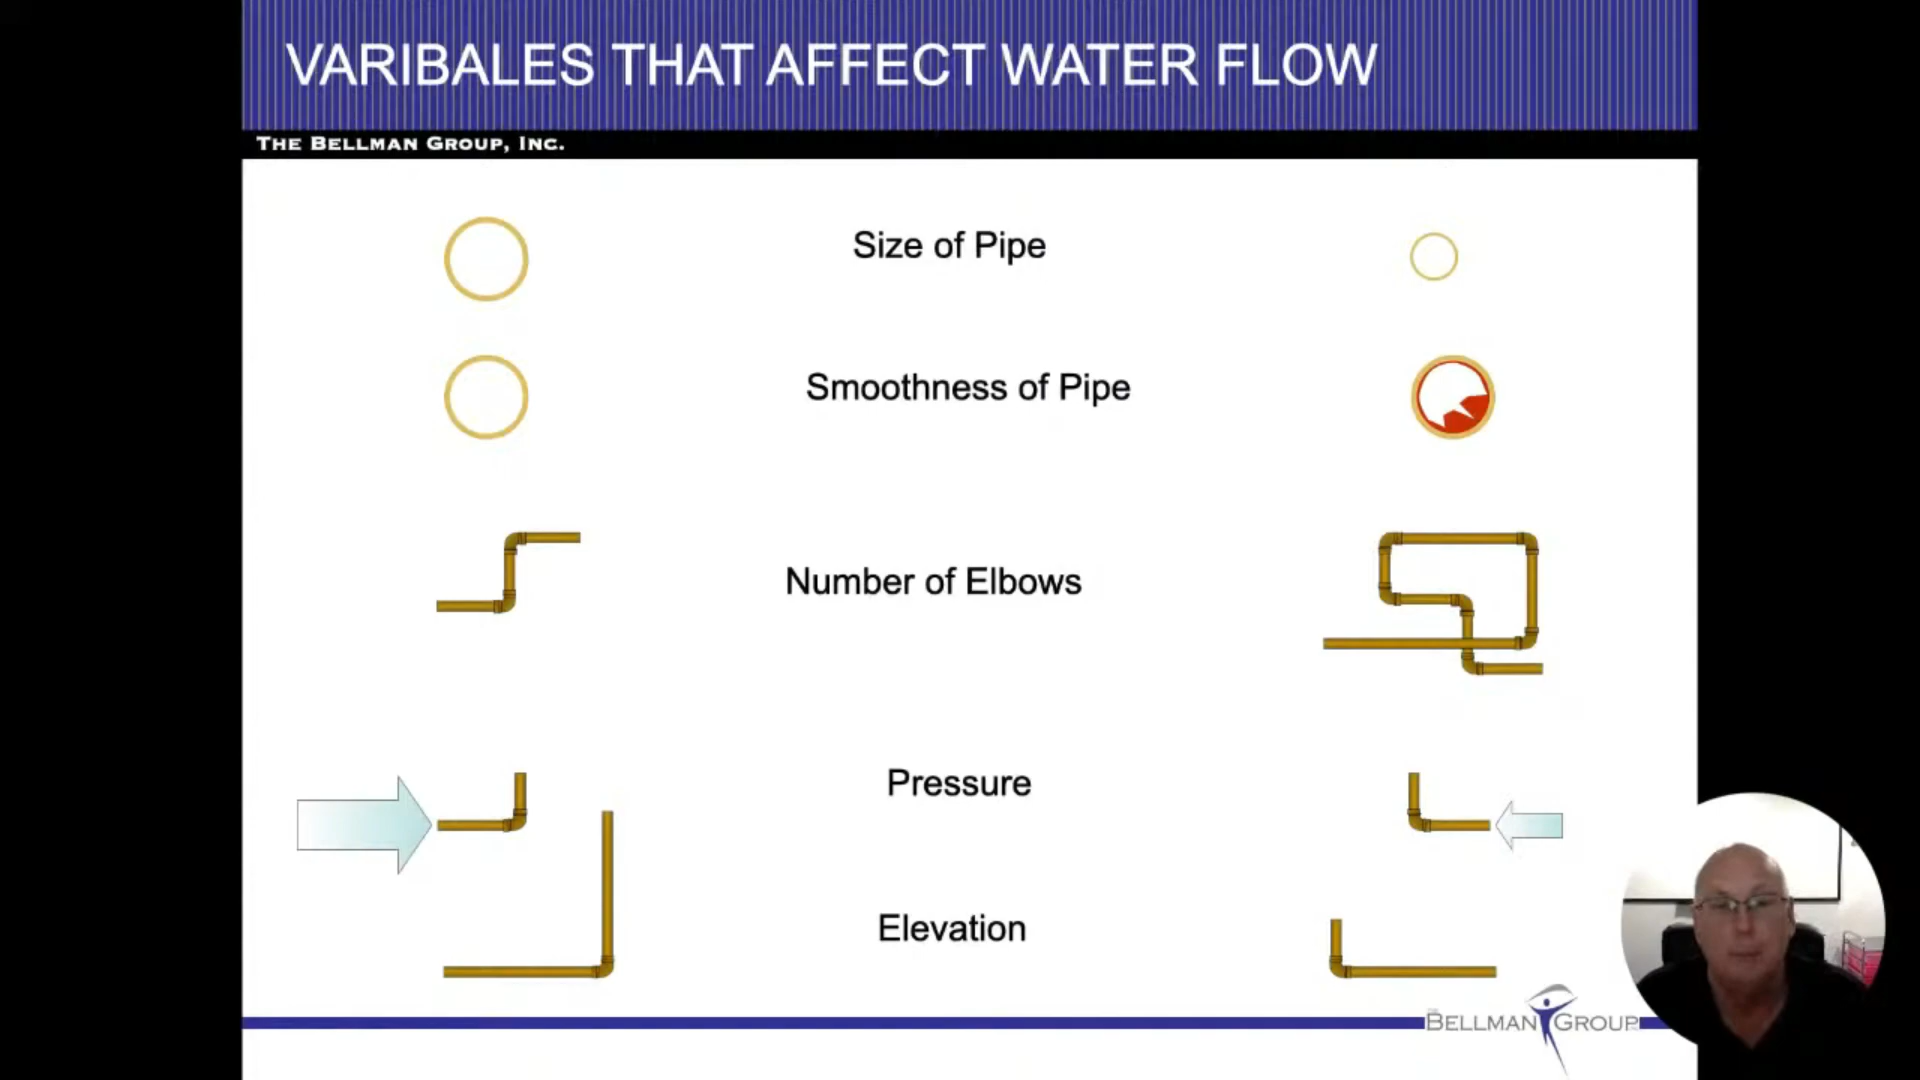 VARIBALES THAT AFFECT WATER FLOW
THE BELLMAN GROUP, INC.
Size of Pipe
Smoothness of Pipe
Number of Elbows
Pressure
Elevation
THE BELLMAN GROUP